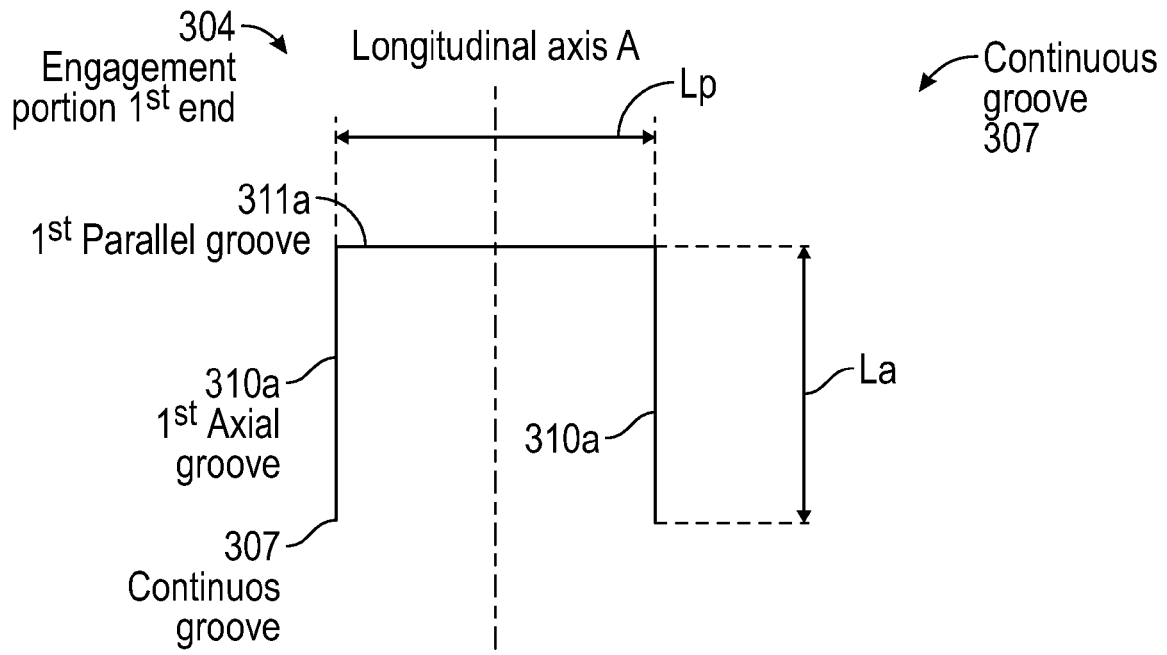 304
Engagement
portion 1st end
Longitudinal axis A
Lp
Continuous
groove
307
311a
1st Parallel groove
310a
1st Axial
groove
310a
La
307
Continuos
groove